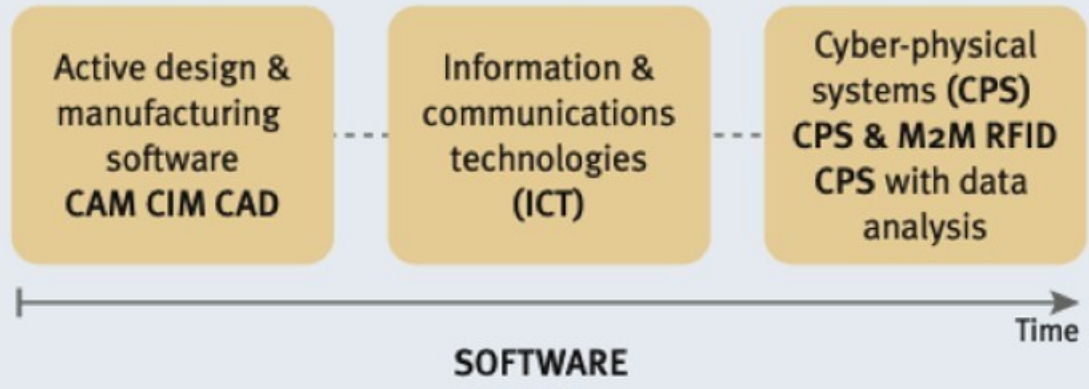 Active design &
manufacturing
software
CAM CIM CAD
Information &
communications
technologies
(ICT)
Cyber-physical
systems (CPS)
CPS & M2M RFID
CPS with data
analysis
Time
SOFTWARE